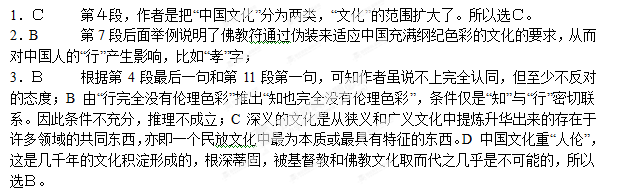 1．C　　第４段，作者是把“中国文化”分为两类，“文化”的范围扩大了。所以选Ｃ。
2．B　　第 7 段后面举例说明了佛教符通过伪装来适应中国充满纲纪色彩的文化的要求，从而
对中国人的“行”产生影响，比如“孝”字；
3．Ｂ　　根据第 4 段最后一句和第 11 段第一句，可知作者虽说不上完全认同，但至少不反对
的态度；B 由“行完全没有伦理色彩”推出“知也完全没有伦理色彩”，条件仅是“知”与“行”密切联
系。因此条件不充分，推理不成立；C 深义的文化是从狭义和广义文化中提炼升华出来的存在于
许多领域的共同东西,亦即一个民族文化中最为本质或最具有特征的东西。D 中国文化重“人伦”，
这是几千年的文化积淀形成的，根深蒂固，被基督教和佛教文化取而代之几乎是不可能的，所以
选Ｂ。